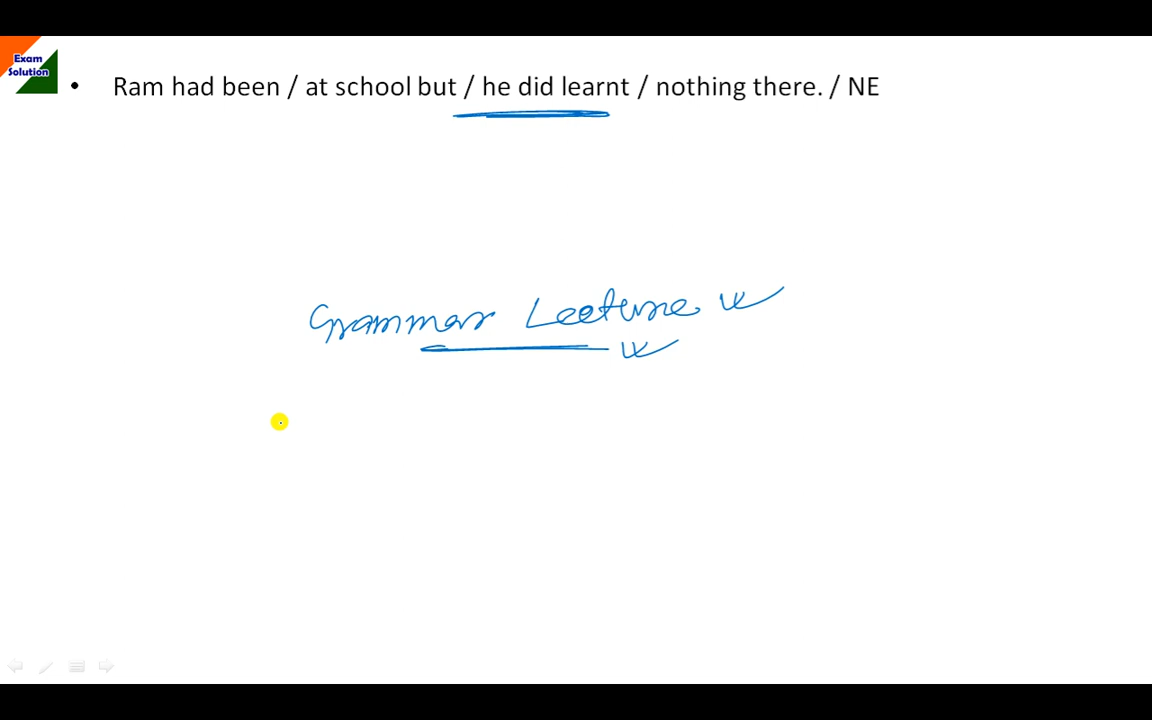 Exam
Solution
• Ram had been / at school but / he did learnt / nothing there. / NE
Grammar Lecture